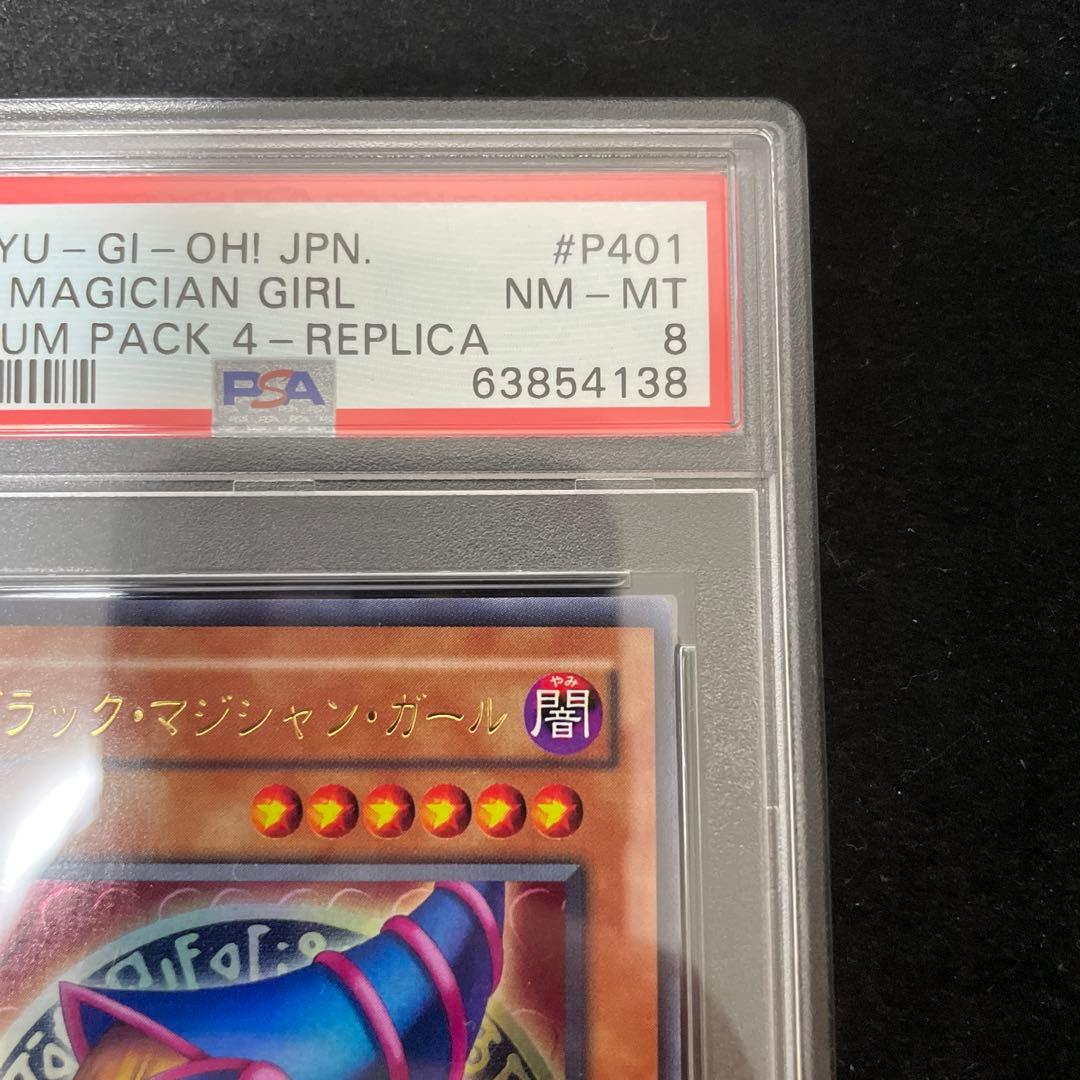 YU-GI-OH! JPN. #P401
MAGICIAN GIRL NM-MT
UM PACK 4-REPLICA 8
PSA 63854138
ブラック・マジシャン・ガール
やみ
闇